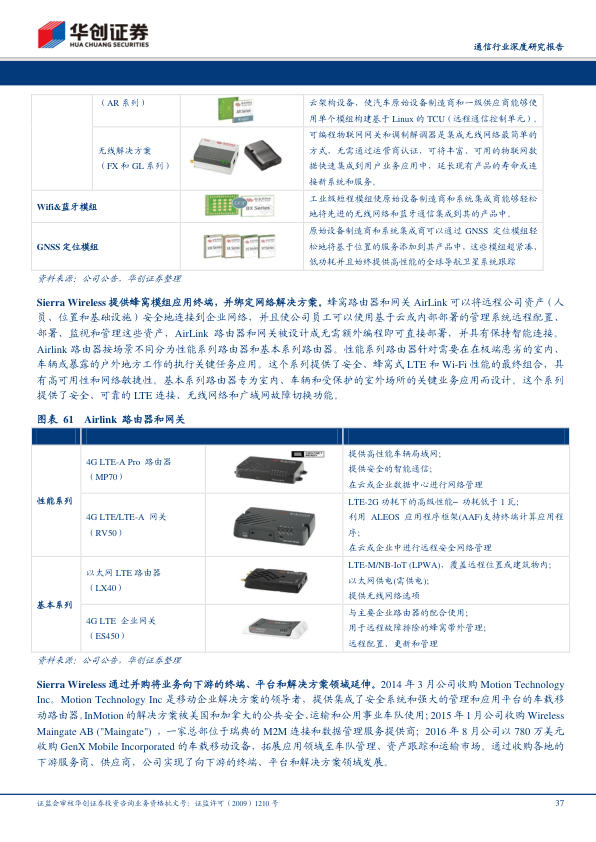 华创证券
HUA CHUANG SECURITIES
通信行业深度研究报告
（AR 系列）
云架构设备，使汽车原始设备制造商和一级供应商能够使
用单个模组构建基于 Linux 的 TCU（远程通信控制单元）。
无线解决方案
（FX 和 GL 系列）
可编程物联网网关和调制解调器是集成无线网络最简单的
方式，无需通过运营商认证，可将丰富、可用的物联网数
据快速集成到用户业务应用中，延长现有产品的寿命或连
接新系统和服务。
Wifi&蓝牙模组
BX Series
工业级短程模组使原始设备制造商和系统集成商能够轻松
地将先进的无线网络和蓝牙通信集成到其产品中。
GNSS 定位模组
原始设备制造商和系统集成商可以通过 GNSS 定位模组轻
松地将基于位置的服务添加到其产品中，这些模组超紧凑，
低功耗并且始终提供高性能的全球导航卫星系统跟踪
资料来源：公司公告，华创证券整理
Sierra Wireless 提供蜂窝模组应用终端，并绑定网络解决方案。蜂窝路由器和网关 AirLink 可以将远程公司资产（人
员、位置和基础设施）安全地连接到企业网络，并且使公司员工可以使用基于云或内部部署的管理系统远程配置、
部署、监视和管理这些资产，AirLink 路由器和网关被设计成无需额外编程即可直接部署，并具有保持智能连接。
Airlink 路由器按场景不同分为性能系列路由器和基本系列路由器。性能系列路由器针对需要在在极端恶劣的室内、
车辆或暴露的户外地方工作的执行关键任务应用。这个系列提供了安全、蜂窝式 LTE 和 Wi-Fi 性能的最终组合，具
有高可用性和网络敏捷性。基本系列路由器专为室内、车辆和受保护的室外场所的关键业务应用而设计。这个系列
提供了安全、可靠的 LTE 连接、无线网络和广域网故障切换功能。
图表 61 Airlink 路由器和网关
性能系列
4G LTE-A Pro 路由器
（MP70）
提供高性能车辆局域网；
提供安全的智能通信；
在云或企业数据中心进行网络管理
4G LTE/LTE-A 网关
（RV50）
LTE-2G 功耗下的高级性能– 功耗低于 1 瓦；
利用 ALEOS 应用程序框架(AAF)支持终端计算应用程
序；
在云或企业中进行远程安全网络管理
基本系列
以太网 LTE 路由器
（LX40）
LTE-M/NB-IoT (LPWA)，覆盖远程位置或建筑物内；
以太网供电(需供电)；
提供无线网络选项
4G LTE 企业网关
（ES450）
与主要企业路由器的配合使用；
用于远程故障排除的蜂窝带外管理；
远程配置、更新和管理
资料来源：公司公告，华创证券整理
Sierra Wireless 通过并购将业务向下游的终端、平台和解决方案领域延伸。2014 年 3 月公司收购 Motion Technology
Inc。Motion Technology Inc 是移动企业解决方案的领导者，提供集成了安全系统和强大的管理和应用平台的车载移
动路由器。InMotion 的解决方案被美国和加拿大的公共安全、运输和公用事业车队使用；2015 年 1 月公司收购 Wireless
Maingate AB ("Maingate") ，一家总部位于瑞典的 M2M 连接和数据管理服务提供商；2016 年 8 月公司以 780 万美元
收购 GenX Mobile Incorporated 的车载移动设备，拓展应用领域至车队管理、资产跟踪和运输市场。通过收购各地的
下游服务商、供应商，公司实现了向下游的终端、平台和解决方案领域发展。
证监会审核华创证券投资咨询业务资格批文号：证监许可（2009）1210 号
37